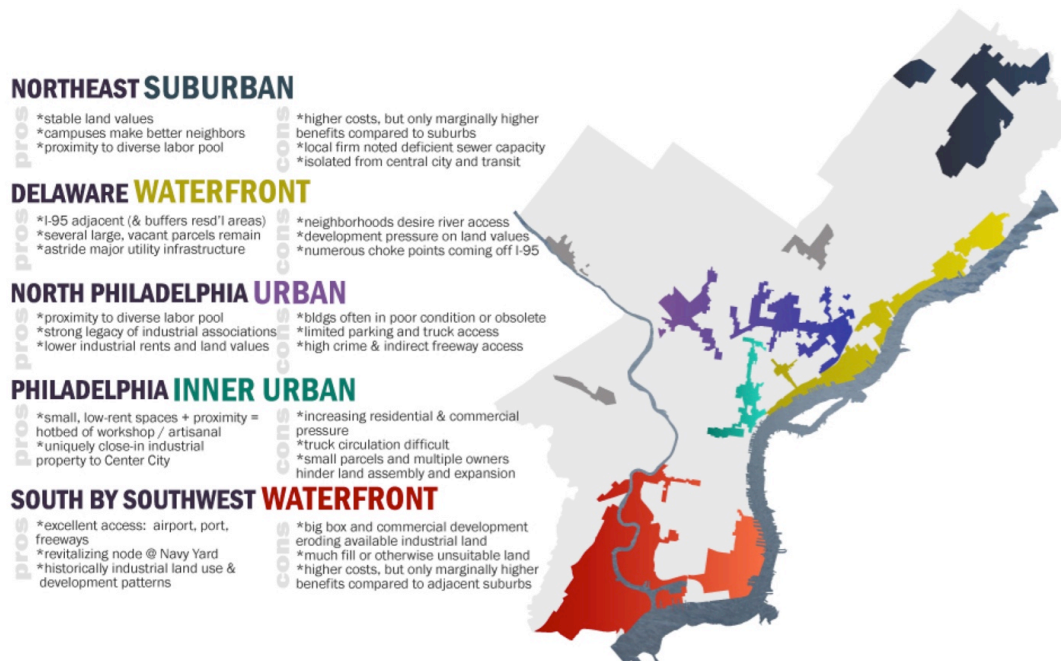 NORTHEAST SUBURBAN
pros
*stable land values
*campuses make better neighbors
*proximity to diverse labor pool
cons
*higher costs, but only marginally higher
benefits compared to suburbs
*local firm noted deficient sewer capacity
*isolated from central city and transit
DELAWARE WATERFRONT
pros
*I-95 adjacent (& buffers resd'l areas)
*several large, vacant parcels remain
*astride major utility infrastructure
cons
*neighborhoods desire river access
*development pressure on land values
*numerous choke points coming off I-95
NORTH PHILADELPHIA URBAN
pros
*proximity to diverse labor pool
*strong legacy of industrial associations
*lower industrial rents and land values
cons
*bldgs often in poor condition or obsolete
*limited parking and truck access
*high crime & indirect freeway access
PHILADELPHIA INNER URBAN
pros
*small, low-rent spaces + proximity =
hotbed of workshop / artisanal
*uniquely close-in industrial
property to Center City
cons
*increasing residential & commercial
pressure
*truck circulation difficult
*small parcels and multiple owners
hinder land assembly and expansion
SOUTH BY SOUTHWEST WATERFRONT
pros
*excellent access: airport, port,
freeways
*revitalizing node @ Navy Yard
*historically industrial land use &
development patterns
cons
*big box and commercial development
eroding available industrial land
*much fill or otherwise unsuitable land
*higher costs, but only marginally higher
benefits compared to adjacent suburbs